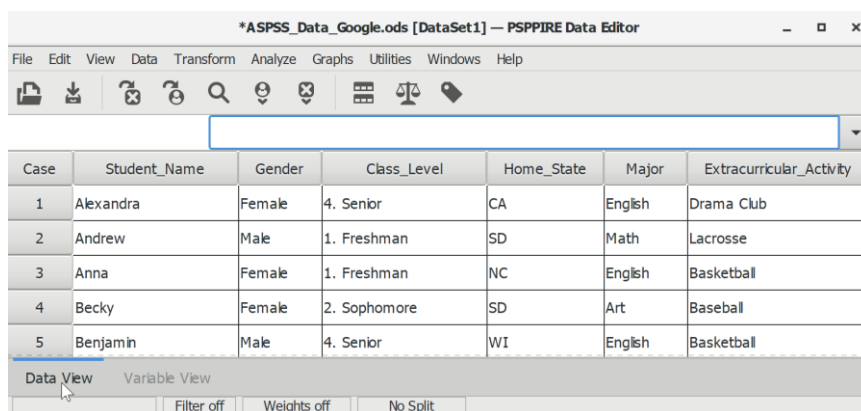 *ASPSS_Data_Google.ods [DataSet1] — PSPPIRE Data Editor
File Edit View Data Transform Analyze Graphs Utilities Windows Help
Case Student_Name Gender Class_Level Home_State Major Extracurricular_Activity
1 Alexandra Female 4. Senior CA English Drama Club
2 Andrew Male 1. Freshman SD Math Lacrosse
3 Anna Female 1. Freshman NC English Basketball
4 Becky Female 2. Sophomore SD Art Baseball
5 Benjamin Male 4. Senior WI English Basketball
Data View Variable View
Filter off Weights off No Split